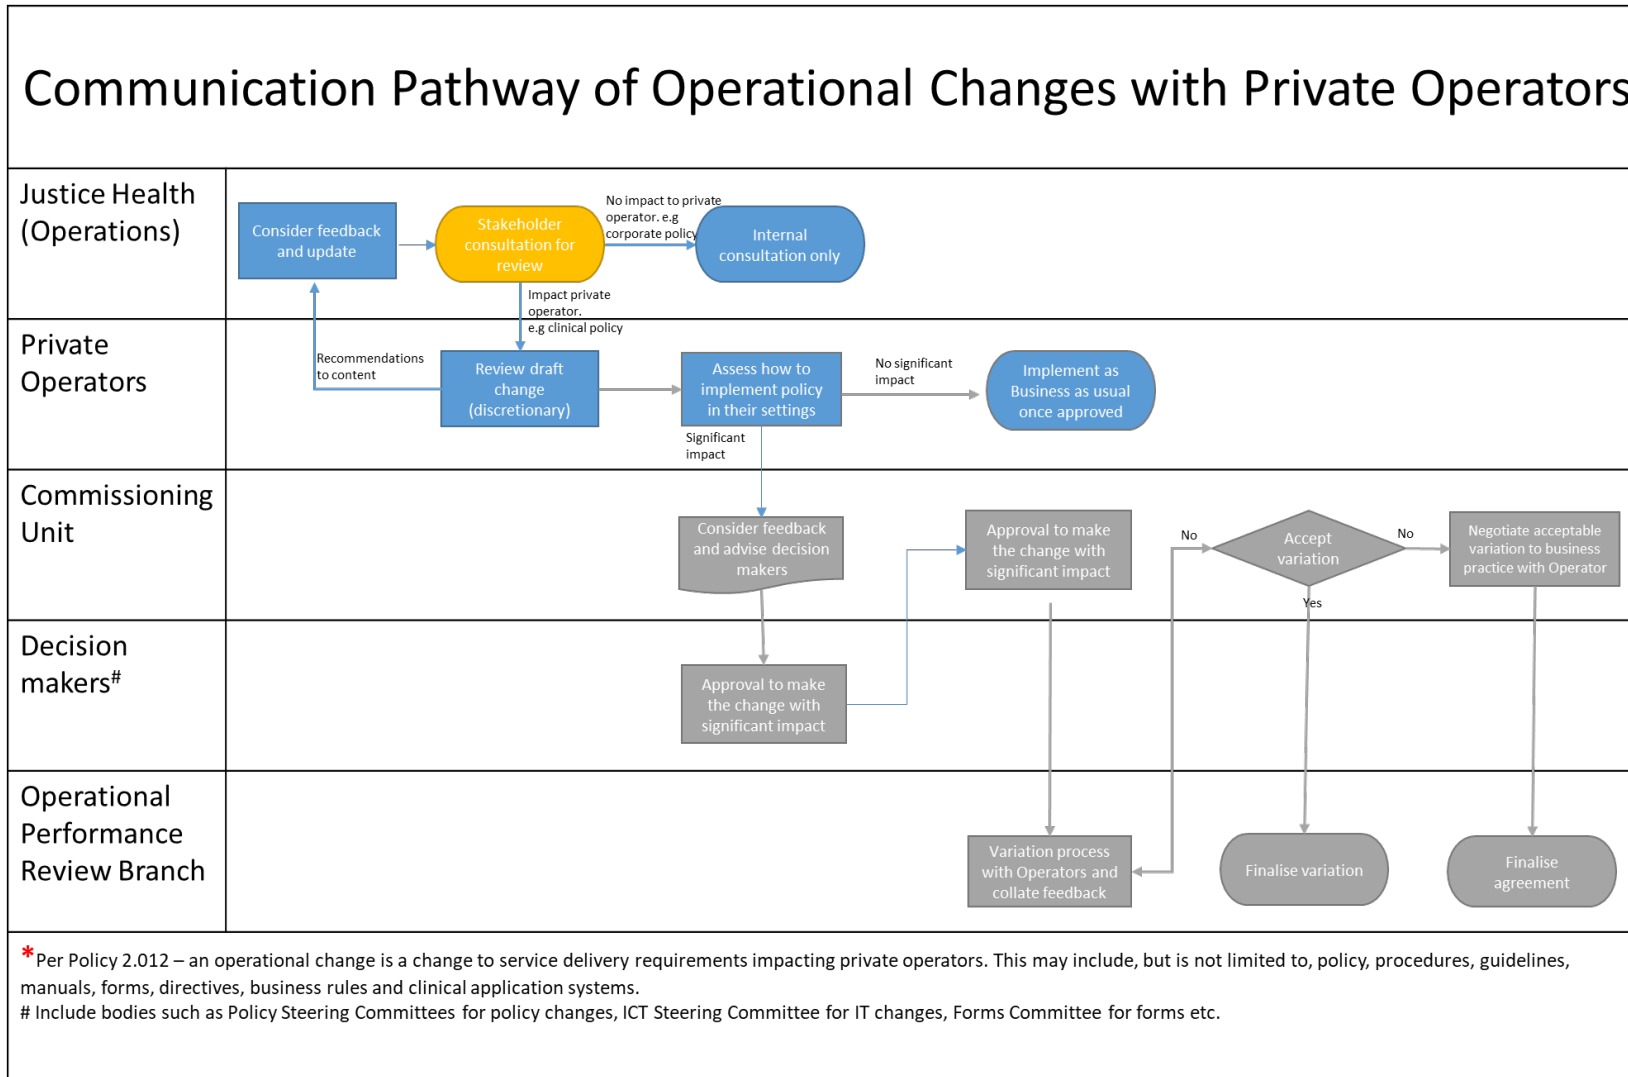 Communication Pathway of Operational Changes with Private Operators
Justice Health
(Operations)
Consider feedback
and update
Stakeholder
consultation for
review
No impact to private
operator. e.g
corporate policy
Internal
consultation only
Impact private
operator.
e.g clinical policy
Private
Operators
Recommendations
to content
Review draft
change
(discretionary)
Assess how to
implement policy
in their settings
No significant
impact
Implement as
Business as usual
once approved
Significant
impact
Commissioning
Unit
Consider feedback
and advise decision
makers
Approval to make
the change with
significant impact
No
Accept
variation
No
Negotiate acceptable
variation to business
practice with Operator
Yes
Decision
makers#
Approval to make
the change with
significant impact
Operational
Performance
Review Branch
Variation process
with Operators and
collate feedback
Finalise variation
Finalise
agreement
*Per Policy 2.012 – an operational change is a change to service delivery requirements impacting private operators. This may include, but is not limited to, policy, procedures, guidelines,
manuals, forms, directives, business rules and clinical application systems.
# Include bodies such as Policy Steering Committees for policy changes, ICT Steering Committee for IT changes, Forms Committee for forms etc.